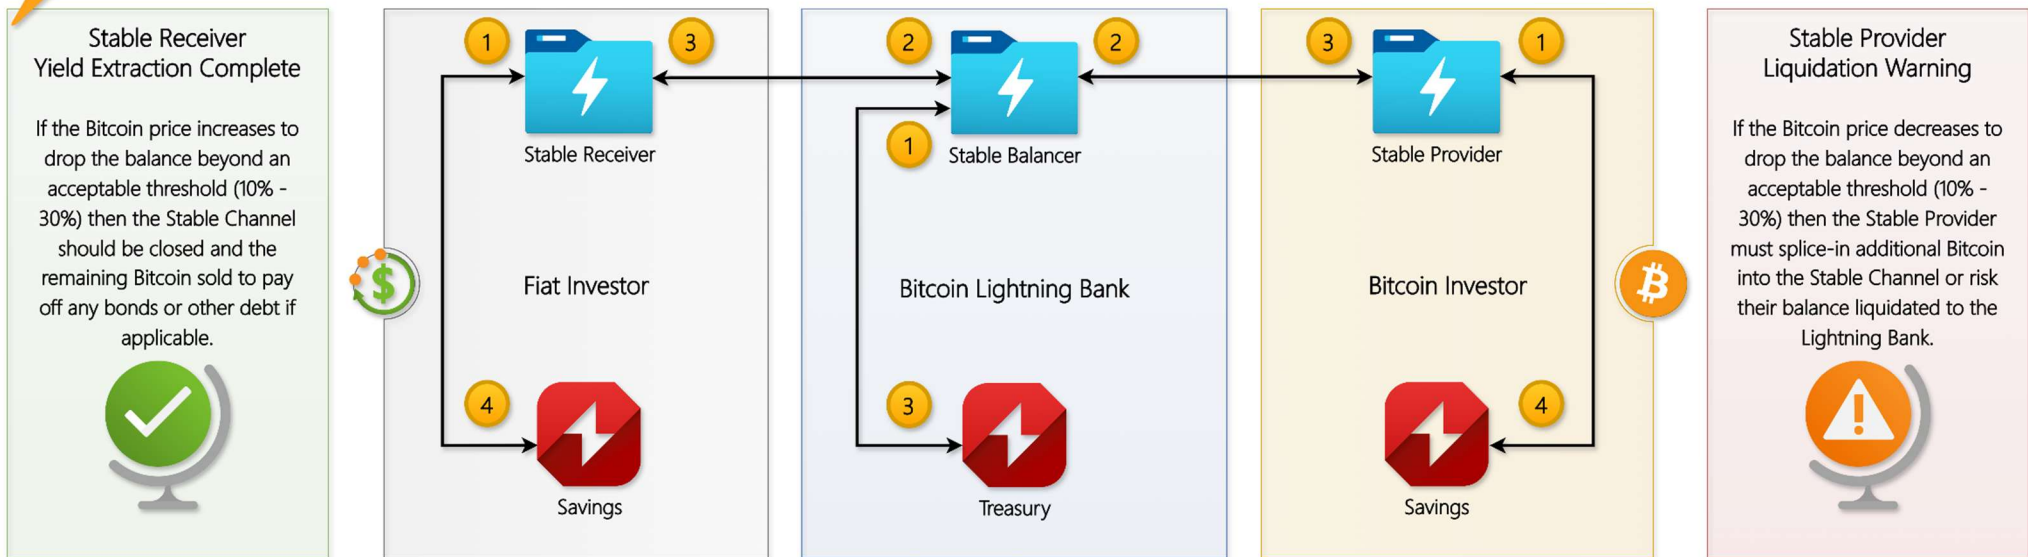 Stable Receiver
Yield Extraction Complete
If the Bitcoin price increases to
drop the balance beyond an
acceptable threshold (10% -
30%) then the Stable Channel
should be closed and the
remaining Bitcoin sold to pay
off any bonds or other debt if
applicable.
1
3
Stable Receiver
Fiat Investor
$
4
Savings
2
2
1
Stable Balancer
Bitcoin Lightning Bank
3
Treasury
3
1
Stable Provider
Bitcoin Investor
₿
4
Savings
Stable Provider
Liquidation Warning
If the Bitcoin price decreases to
drop the balance beyond an
acceptable threshold (10% -
30%) then the Stable Provider
must splice-in additional Bitcoin
into the Stable Channel or risk
their balance liquidated to the
Lightning Bank.